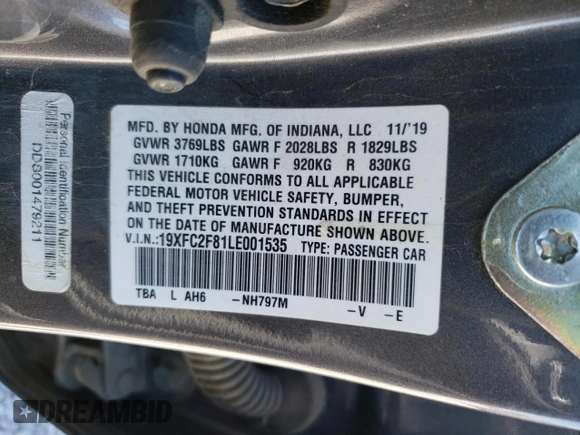 MFD. BY HONDA MFG. OF INDIANA, LLC 11/'19
GVWR 3769LBS GAWR F 2028LBS R 1829LBS
GVWR 1710KG GAWR F 920KG R 830KG
THIS VEHICLE CONFORMS TO ALL APPLICABLE
FEDERAL MOTOR VEHICLE SAFETY, BUMPER,
AND THEFT PREVENTION STANDARDS IN EFFECT
ON THE DATE OF MANUFACTURE SHOWN ABOVE.
V.I.N.:19XFC2F81LE001535 TYPE: PASSENGER CAR
TBA L AH6 -NH797M -V -E
Personal Identification Number
DDS001479211
DREAMBID